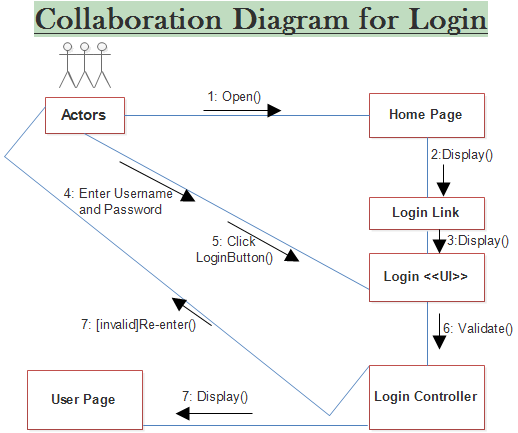 Collaboration Diagram for Login
1: Open()
Actors
Home Page
2:Display()
4: Enter Username
and Password
Login Link
3:Display()
5: Click
LoginButton()
Login <<UI>>
7: [invalid]Re-enter()
6: Validate()
User Page
7: Display()
Login Controller